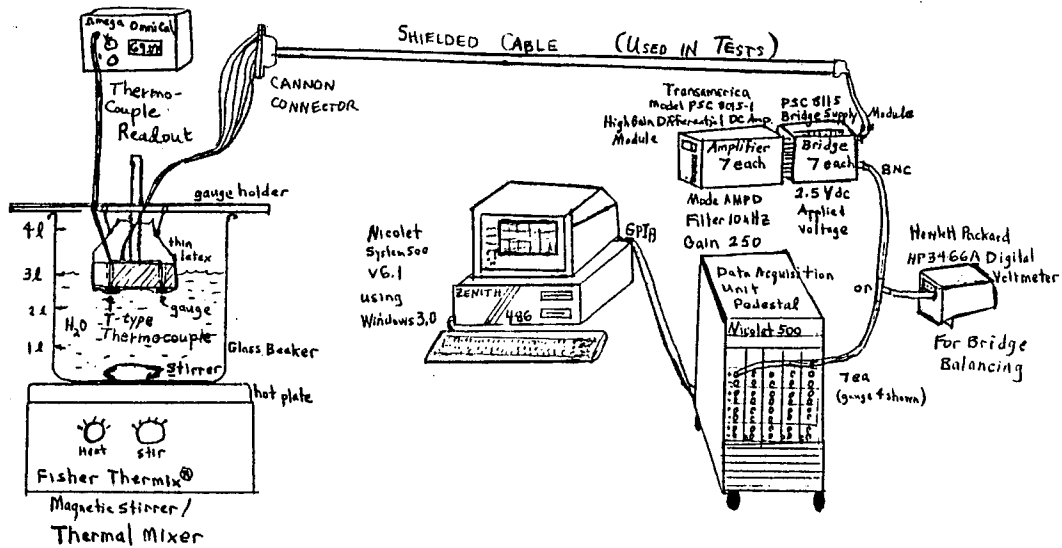 Omega OmniCal
Thermo-
Couple
Readout
CANNON
CONNECTOR
SHIELDED CABLE (USED IN TESTS)
Transamerica
Model PSC 8015-1
High Gain Differential DC Amp.
Module
PSC 8115
Bridge Supply
Modules
Amplifier
7 each
Bridge
7 each
BNC
Mode AMPD
Filter 10 kHz
Gain 250
2.5 Vdc
Applied
Voltage
gauge holder
4l
3l
2l
1l
H2O
thin
latex
gauge
T-type
Thermocouple
Glass Beaker
stirrer
hot plate
Heat
Stir
Fisher Thermix®
Magnetic Stirrer/
Thermal Mixer
Nicolet
System 500
V6.1
using
Windows 3.0
ZENITH
486
GPIB
Data Acquisition
Unit
Pedestal
Nicolet 500
or
7ea
(gauge 4 shown)
Hewlett Packard
HP3466A Digital
Voltmeter
For Bridge
Balancing